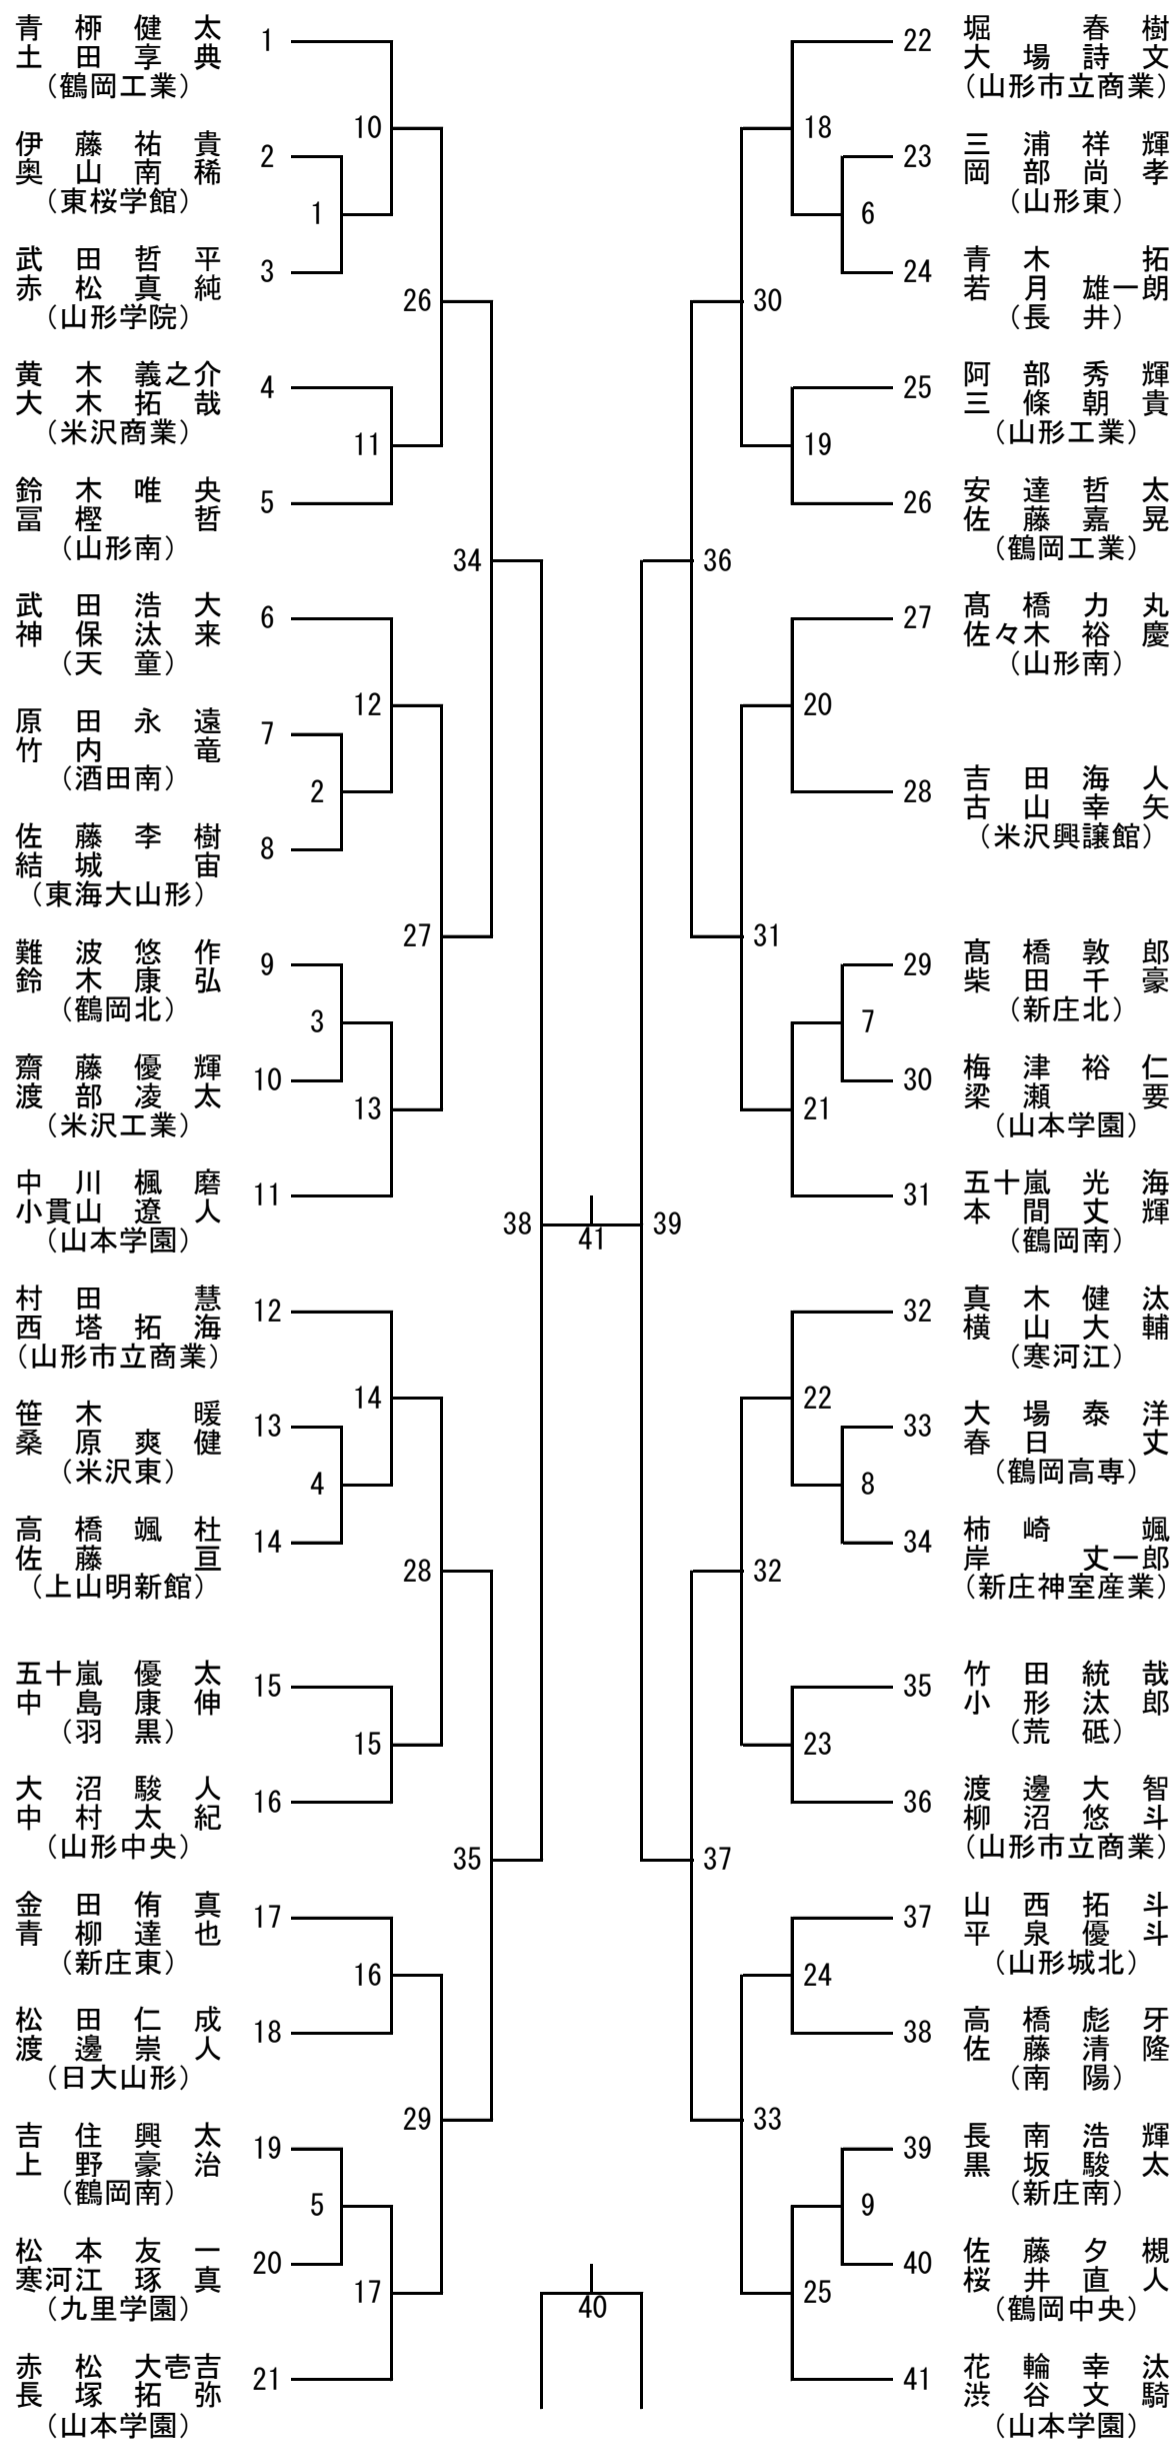 青柳健太 1
土田享典
（鶴岡工業）
10
伊藤祐貴 2
奥山南稀
（東桜学館）
1
武田哲平 3
赤松真純
（山形学院）
26
黄木義之介 4
大木拓哉
（米沢商業）
11
鈴木唯央 5
冨樫哲
（山形南）
34
武田浩大 6
神保汰来
（天童）
12
原田永遠 7
竹内竜
（酒田南）
2
佐藤李樹 8
結城宙
（東海大山形）
27
難波悠作 9
鈴木康弘
（鶴岡北）
3
齋藤優輝 10
渡部凌太
（米沢工業）
13
中川楓磨 11
小貫山遼人
（山本学園）
38
41
39
村田慧 12
西塔拓海
（山形市立商業）
14
笹木暖 13
桑原爽健
（米沢東）
4
高橋颯杜 14
佐藤亘
（上山明新館）
28
五十嵐優太 15
中島康伸
（羽黒）
15
大沼駿人 16
中村太紀
（山形中央）
35
金田侑真 17
青柳達也
（新庄東）
16
松田仁成 18
渡邊崇人
（日大山形）
29
吉住興太 19
上野豪治
（鶴岡南）
5
松本友一 20
寒河江琢真
（九里学園）
17
40
赤松大壱吉 21
長塚拓弥
（山本学園）
22 堀春樹
大場詩文
（山形市立商業）
18
23 三浦祥輝
岡部尚孝
（山形東）
6
24 青木拓
若月雄一朗
（長井）
30
25 阿部秀輝
三條朝貴
（山形工業）
19
26 安達哲太
佐藤嘉晃
（鶴岡工業）
36
27 髙橋力丸
佐々木裕慶
（山形南）
20
28 吉田海人
古山幸矢
（米沢興譲館）
31
29 髙橋敦郎
柴田千豪
（新庄北）
7
30 梅津裕仁
梁瀬要
（山本学園）
21
31 五十嵐光海
本間丈輝
（鶴岡南）
32 真木健汰
横山大輔
（寒河江）
22
33 大場泰洋
春日丈
（鶴岡高専）
8
34 柿崎颯
岸丈一郎
（新庄神室産業）
32
35 竹田統哉
小形汰郎
（荒砥）
23
36 渡邊大智
柳沼悠斗
（山形市立商業）
37
37 山西拓斗
平泉優斗
（山形城北）
24
38 高橋彪牙
佐藤清隆
（南陽）
33
39 長南浩輝
黒坂駿太
（新庄南）
9
40 佐藤夕槻
桜井直人
（鶴岡中央）
25
41 花輪幸汰
渋谷文騎
（山本学園）